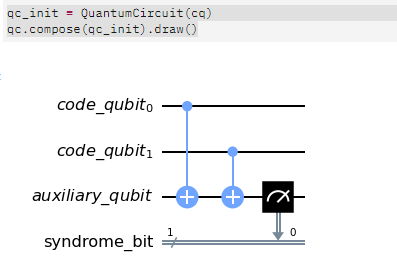 qc_init = QuantumCircuit(cq)
qc.compose(qc_init).draw()
code_qubit0
code_qubit1
auxiliary_qubit
syndrome_bit 1 0